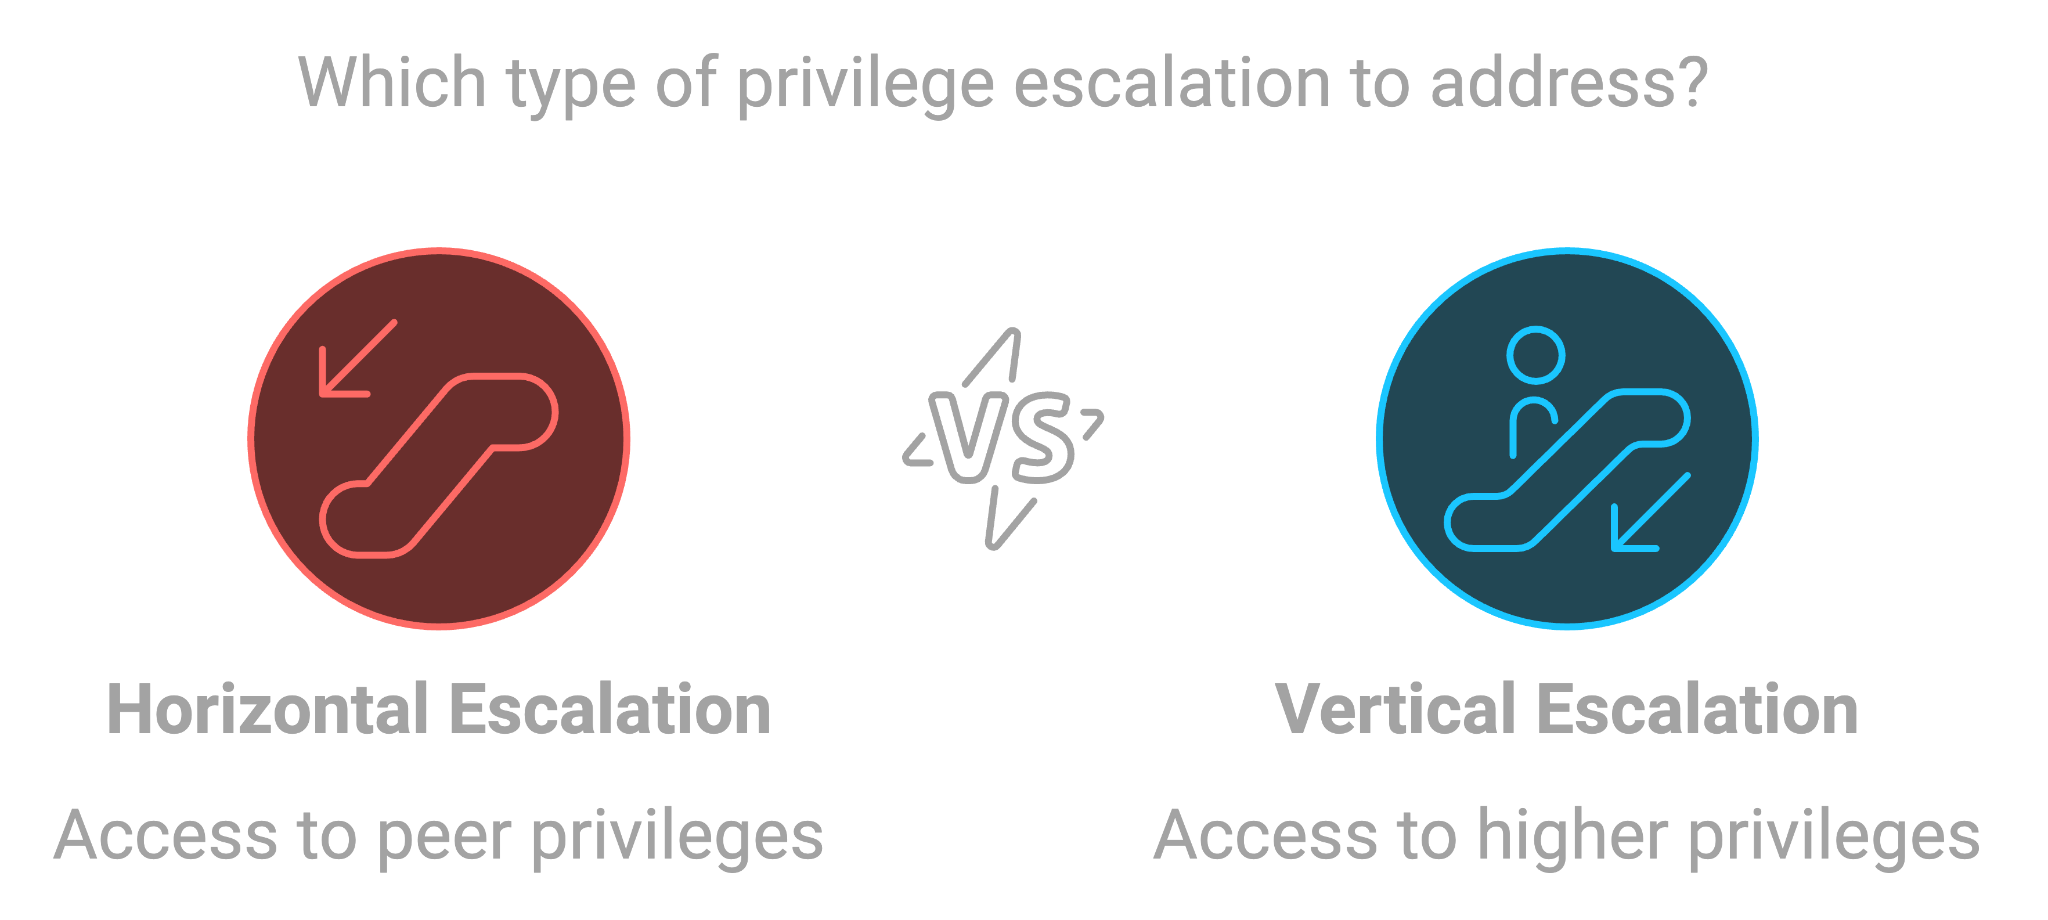 Which type of privilege escalation to address?
VS
Horizontal Escalation
Vertical Escalation
Access to peer privileges
Access to higher privileges